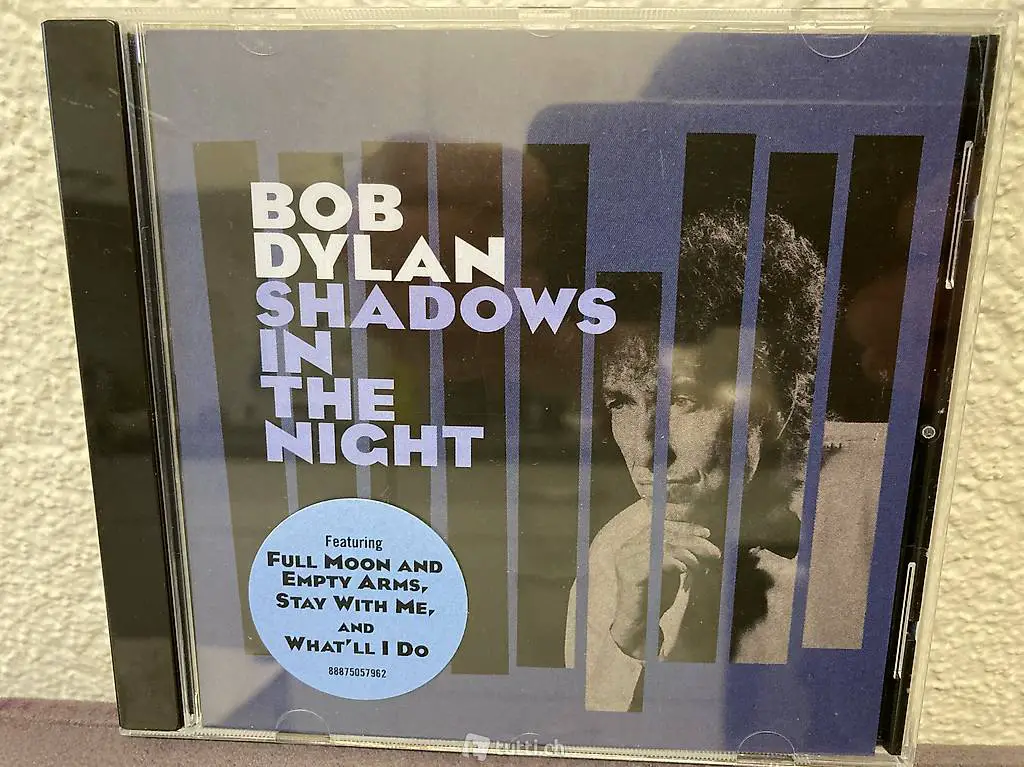 BOB
DYLAN
SHADOWS
IN
THE
NIGHT
Featuring
FULL MOON AND
EMPTY ARMS,
STAY WITH ME,
AND
WHAT'LL I DO
88875057962
tutti.ch